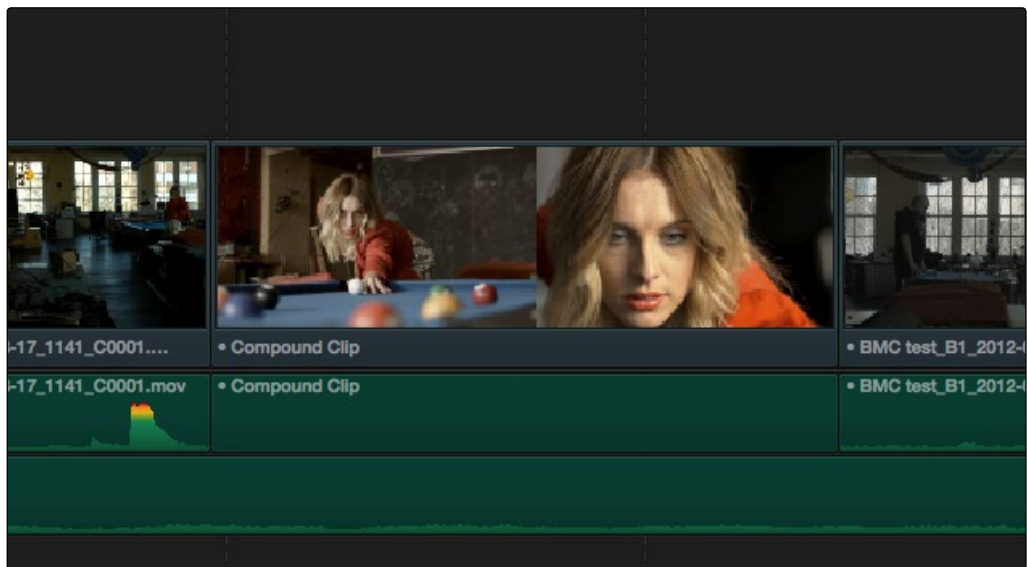 -17_1141_C0001....
• Compound Clip
• BMC test_B1_2012-
-17_1141_C0001.mov
• Compound Clip
• BMC test_B1_2012-